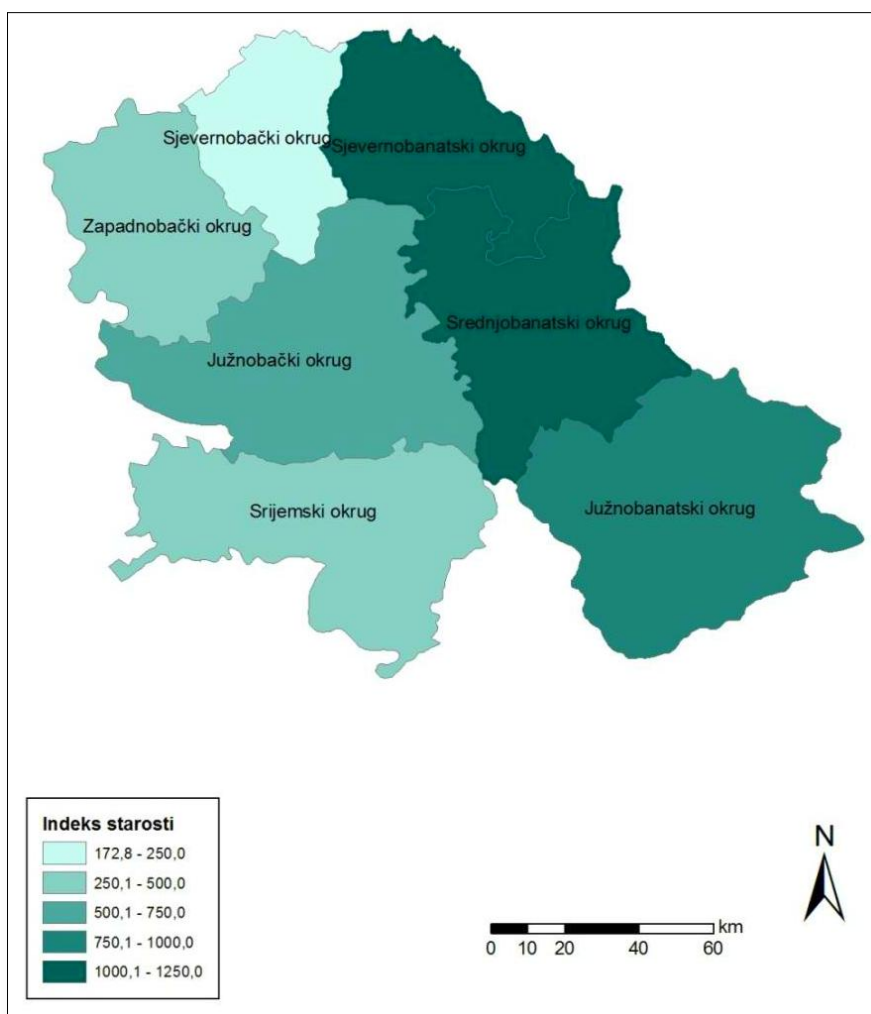 Sjevernobački okrug
Sjevernobanatski okrug
Zapadnobački okrug
Srednjobanatski okrug
Južnobački okrug
Srijemski okrug
Južnobanatski okrug
Indeks starosti
172,8 - 250,0
250,1 - 500,0
500,1 - 750,0
750,1 - 1000,0
1000,1 - 1250,0
N
km
0 10 20 40 60